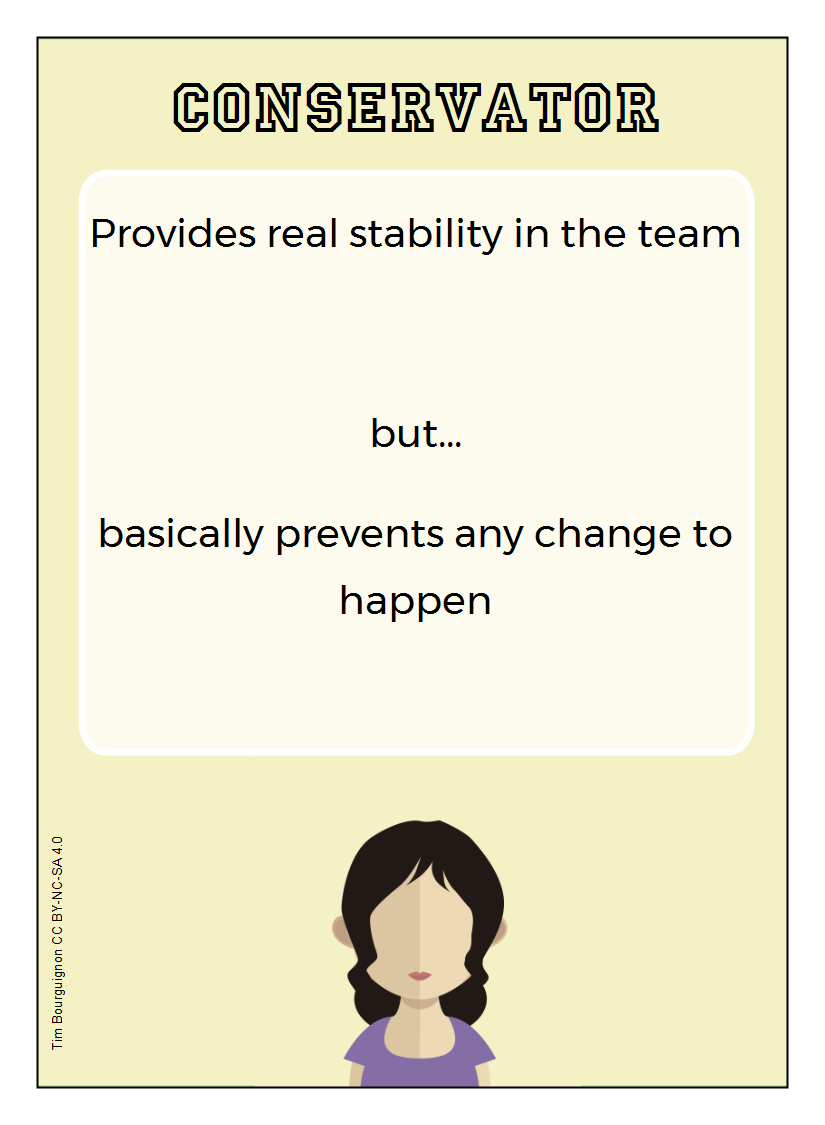 CONSERVATOR
Provides real stability in the team
but...
basically prevents any change to
happen
Tim Bourguignon CC BY-NC-SA 4.0